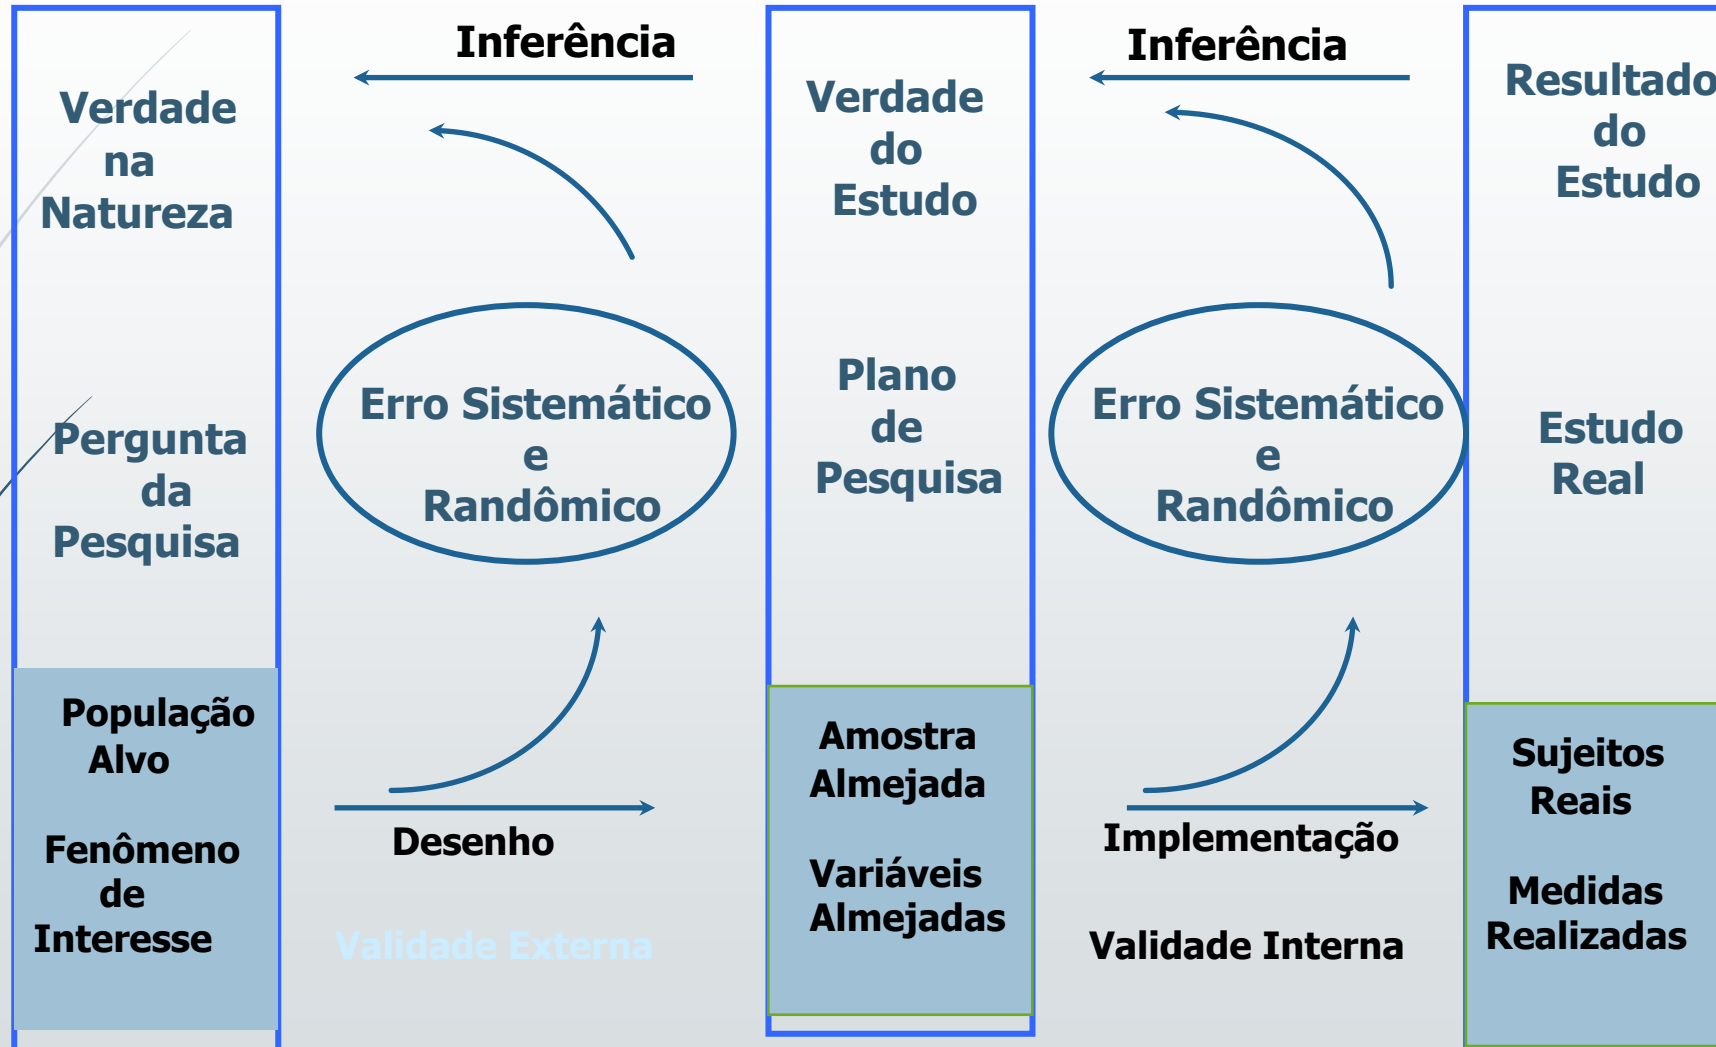 Verdade
na
Natureza
Pergunta
da
Pesquisa
População
Alvo
Fenômeno
de
Interesse
Inferência
Erro Sistemático
e
Randômico
Desenho
Validade Externa
Verdade
do
Estudo
Plano
de
Pesquisa
Amostra
Almejada
Variáveis
Almejadas
Inferência
Erro Sistemático
e
Randômico
Implementação
Validade Interna
Resultado
do
Estudo
Estudo
Real
Sujeitos
Reais
Medidas
Realizadas